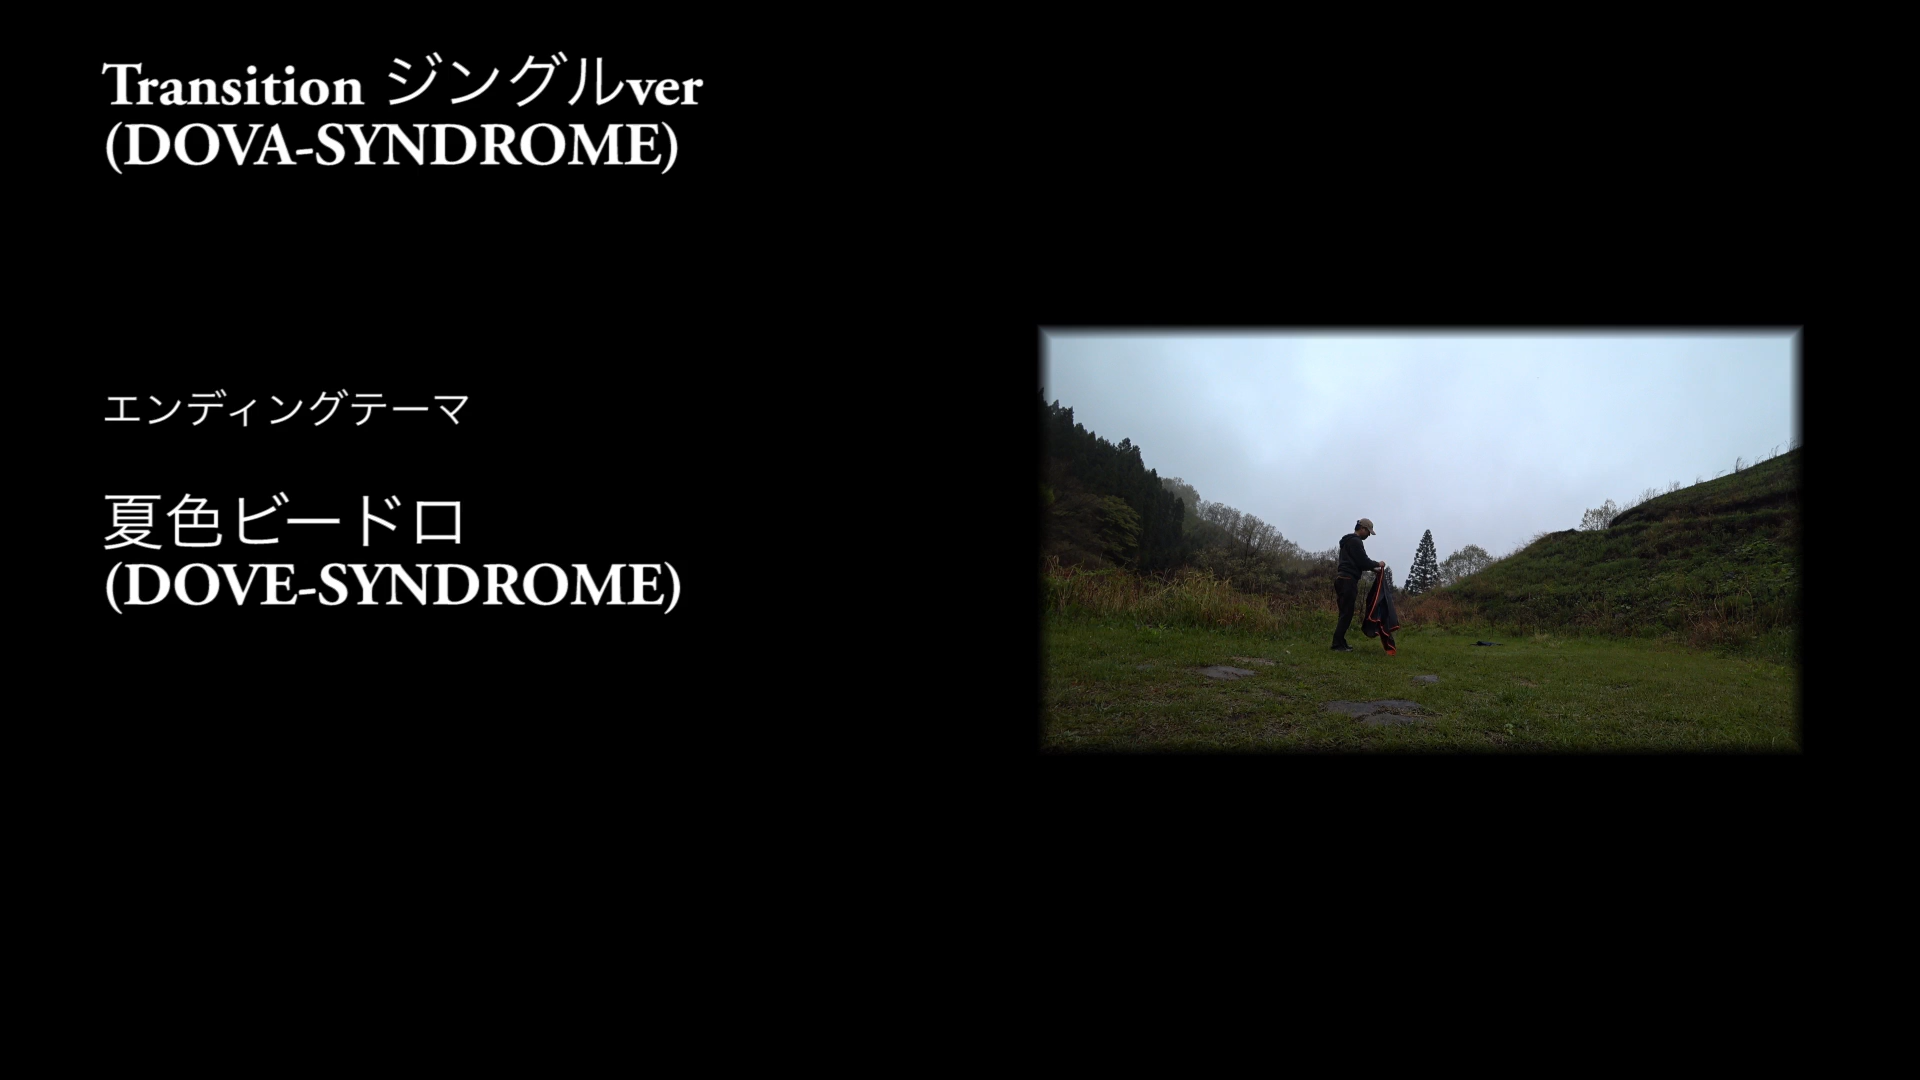 Transition ジングルver
(DOVA-SYNDROME)
エンディングテーマ
夏色ビードロ
(DOVE-SYNDROME)